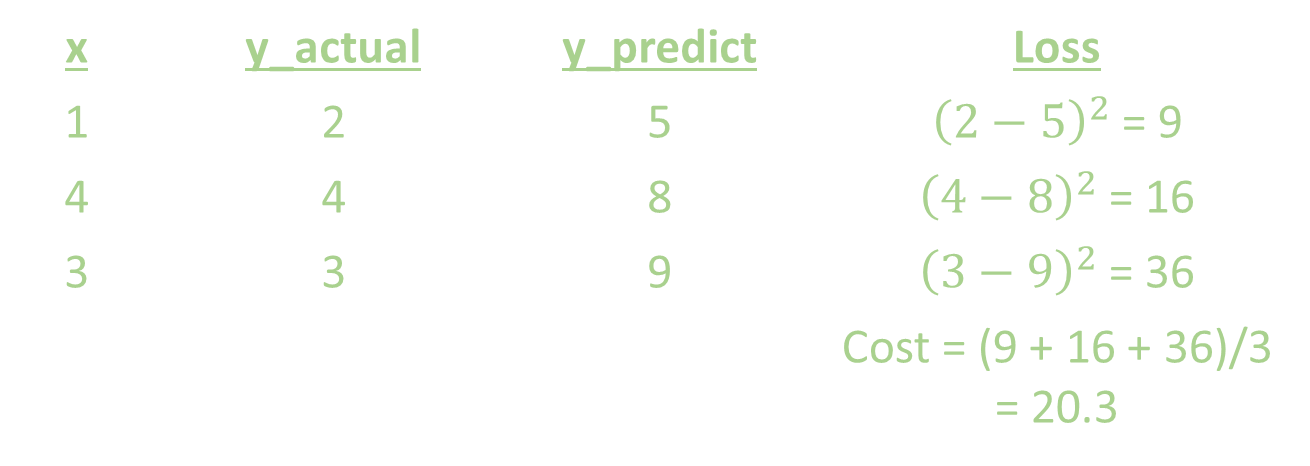 x y_actual y_predict Loss
1 2 5 (2 − 5)² = 9
4 4 8 (4 − 8)² = 16
3 3 9 (3 − 9)² = 36
Cost = (9 + 16 + 36)/3
= 20.3